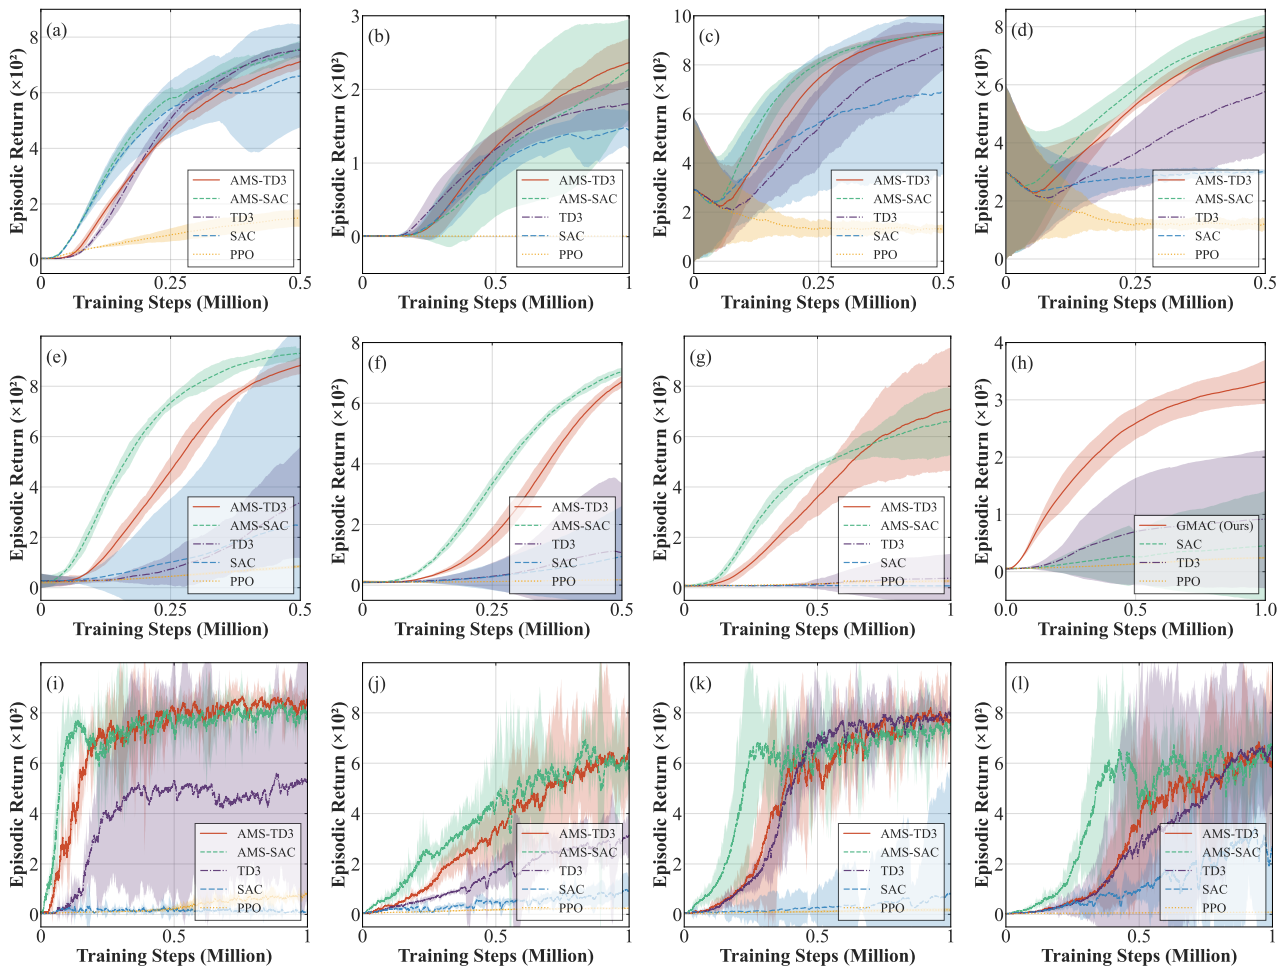 (a)
Episodic Return (×10²)
8
6
4
2
0
AMS-TD3
AMS-SAC
TD3
SAC
PPO
0 0.25 0.5
Training Steps (Million)
(b)
Episodic Return (×10²)
3
2
1
0
AMS-TD3
AMS-SAC
TD3
SAC
PPO
0 0.5 1
Training Steps (Million)
(c)
Episodic Return (×10²)
10
8
6
4
2
0
AMS-TD3
AMS-SAC
TD3
SAC
PPO
0 0.25 0.5
Training Steps (Million)
(d)
Episodic Return (×10²)
8
6
4
2
0
AMS-TD3
AMS-SAC
TD3
SAC
PPO
0 0.25 0.5
Training Steps (Million)
(e)
Episodic Return (×10²)
8
6
4
2
0
AMS-TD3
AMS-SAC
TD3
SAC
PPO
0 0.25 0.5
Training Steps (Million)
(f)
Episodic Return (×10²)
8
6
4
2
0
AMS-TD3
AMS-SAC
TD3
SAC
PPO
0 0.25 0.5
Training Steps (Million)
(g)
Episodic Return (×10²)
8
6
4
2
0
AMS-TD3
AMS-SAC
TD3
SAC
PPO
0 0.5 1
Training Steps (Million)
(h)
Episodic Return (×10²)
4
3
2
1
0
GMAC (Ours)
SAC
TD3
PPO
0.0 0.5 1.0
Training Steps (Million)
(i)
Episodic Return (×10²)
8
6
4
2
0
AMS-TD3
AMS-SAC
TD3
SAC
PPO
0 0.5 1
Training Steps (Million)
(j)
Episodic Return (×10²)
8
6
4
2
0
AMS-TD3
AMS-SAC
TD3
SAC
PPO
0 0.5 1
Training Steps (Million)
(k)
Episodic Return (×10²)
8
6
4
2
0
AMS-TD3
AMS-SAC
TD3
SAC
PPO
0 0.5 1
Training Steps (Million)
(l)
Episodic Return (×10²)
8
6
4
2
0
AMS-TD3
AMS-SAC
TD3
SAC
PPO
0 0.5 1
Training Steps (Million)